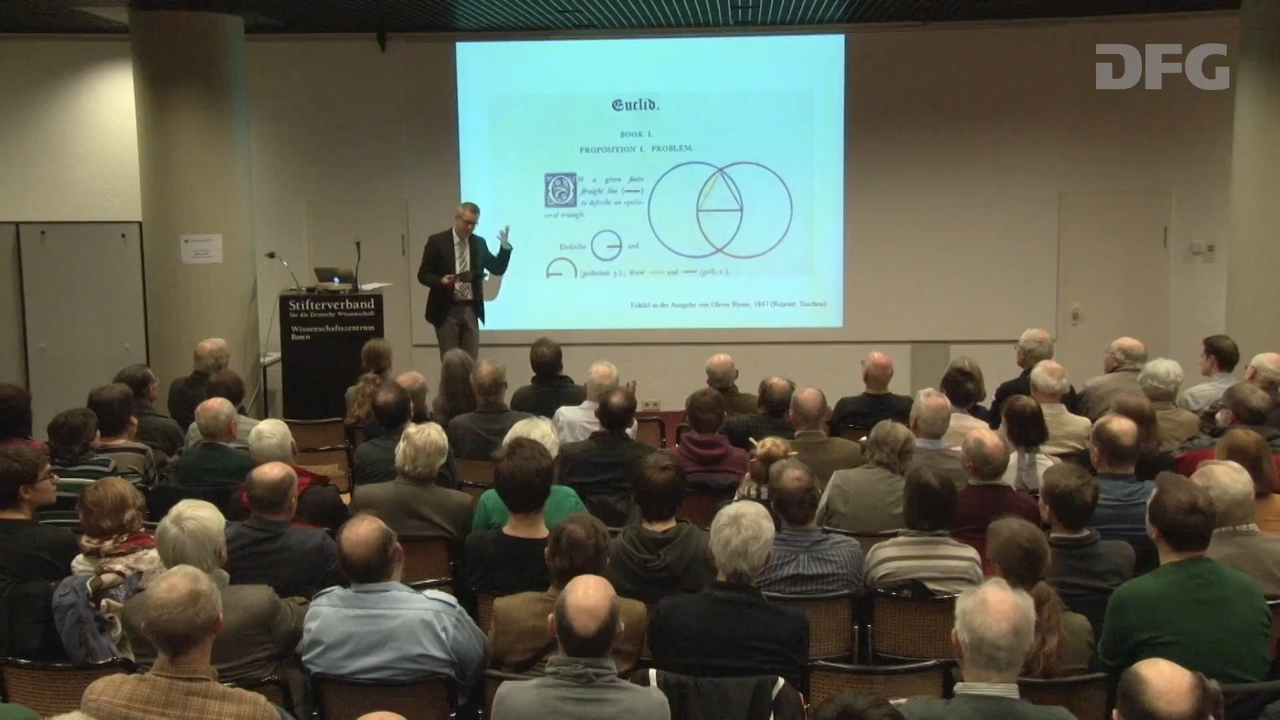 DFG
Euclid.
BOOK I.
PROPOSITION I. PROBLEM.
N a given finite
straight line (
)
to describe an equila-
teral triangle.
Describe
and
(postulate 3.); draw
and
(post. 1.).
Euklid in der Ausgabe von Oliver Byrne, 1847 (Reprint: Taschen)
Stifterverband
für die Deutsche Wissenschaft
Wissenschaftszentrum
Bonn